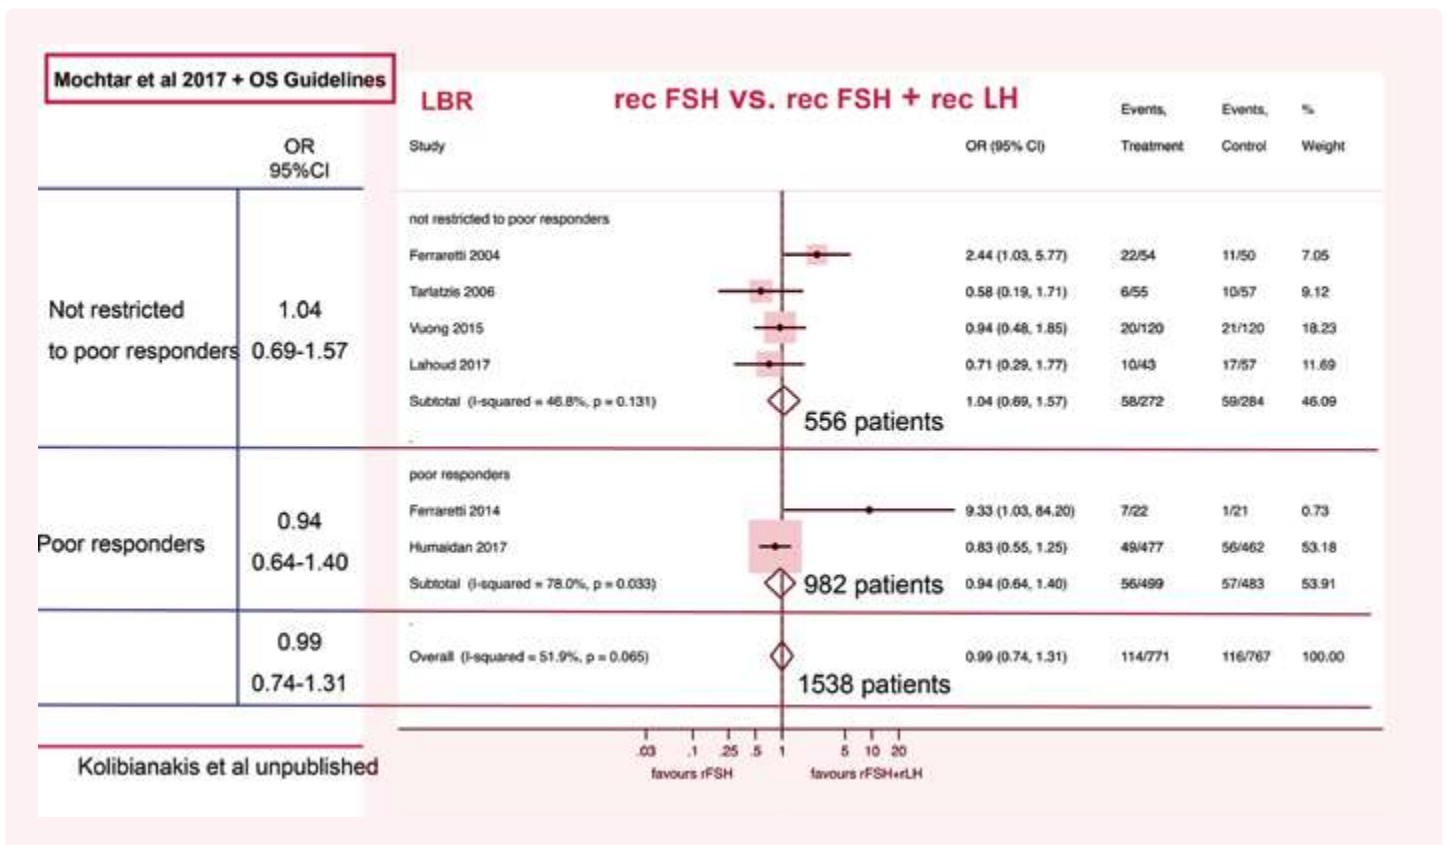 Mochtar et al 2017 + OS Guidelines
LBR rec FSH vs. rec FSH + rec LH
Events, Events, %
OR Study OR (95% CI) Treatment Control Weight
95%CI
not restricted to poor responders
Ferraretti 2004 2.44 (1.03, 5.77) 22/54 11/50 7.05
Tarlatzis 2006 0.58 (0.19, 1.71) 6/55 10/57 9.12
Not restricted 1.04
Vuong 2015 0.94 (0.48, 1.85) 20/120 21/120 18.23
to poor responders 0.69-1.57
Lahoud 2017 0.71 (0.29, 1.77) 10/43 17/57 11.69
Subtotal (I-squared = 46.8%, p = 0.131) 1.04 (0.69, 1.57) 58/272 59/284 46.09
556 patients
poor responders
Ferraretti 2014 9.33 (1.03, 84.20) 7/22 1/21 0.73
0.94
Poor responders Humaidan 2017 0.83 (0.55, 1.25) 49/477 56/462 53.18
0.64-1.40
Subtotal (I-squared = 78.0%, p = 0.033) 982 patients 0.94 (0.64, 1.40) 56/499 57/483 53.91
0.99
Overall (I-squared = 51.9%, p = 0.065) 0.99 (0.74, 1.31) 114/771 116/767 100.00
0.74-1.31 1538 patients
.03 .1 .25 .5 1 5 10 20
favours rFSH favours rFSH+rLH
Kolibianakis et al unpublished